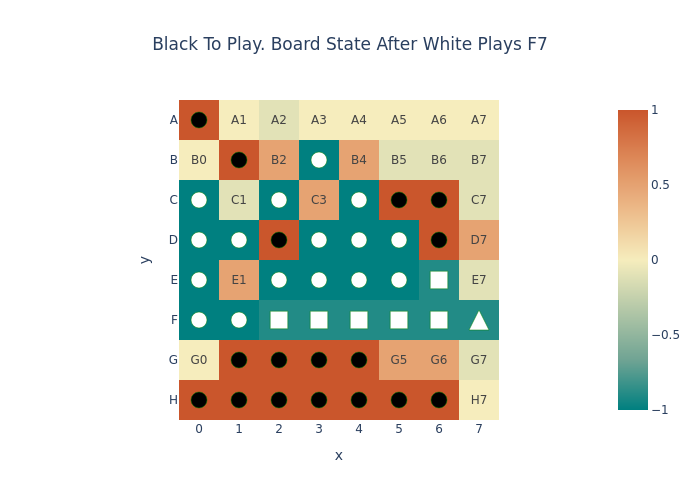 Black To Play. Board State After White Plays F7
A A1 A2 A3 A4 A5 A6 A7
B B0 B2 B4 B5 B6 B7
C C1 C3 C7
D D7
E E1 E7
F
G G0 G5 G6 G7
H H7
0 1 2 3 4 5 6 7
x
y
1
0.5
0
−0.5
−1